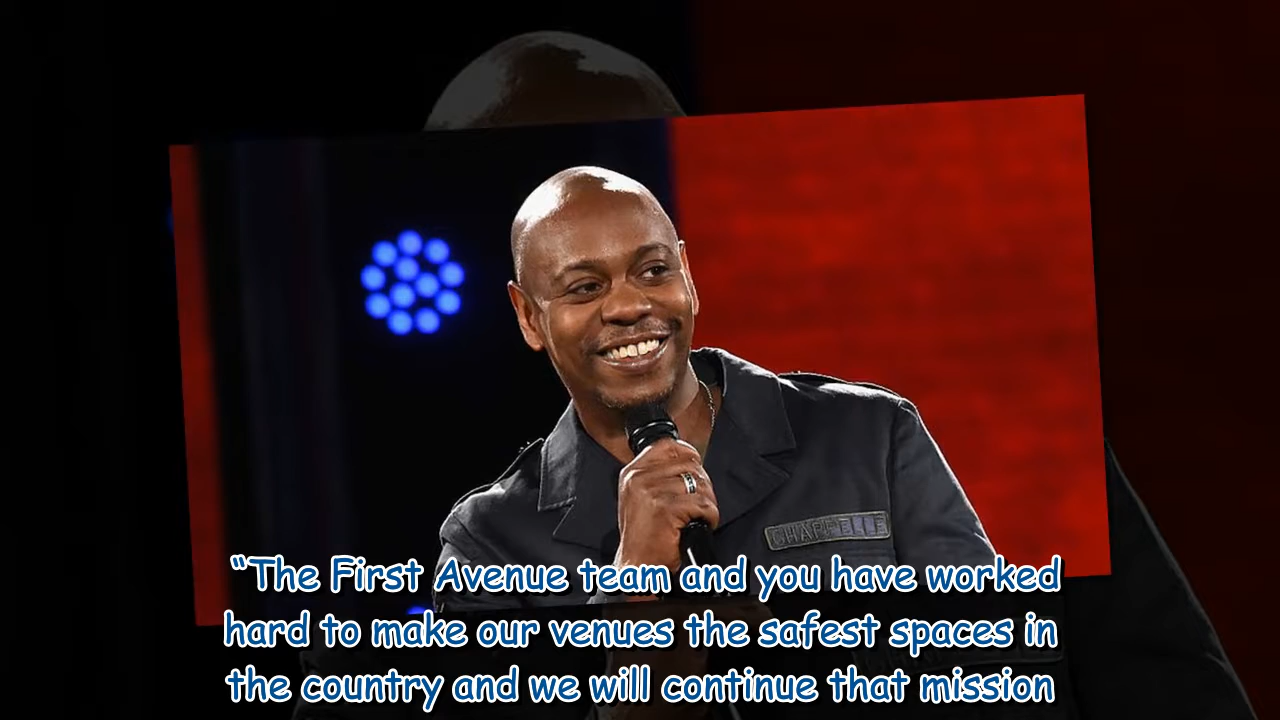 CHAPPELLE
“The First Avenue team and you have worked
hard to make our venues the safest spaces in
the country and we will continue that mission